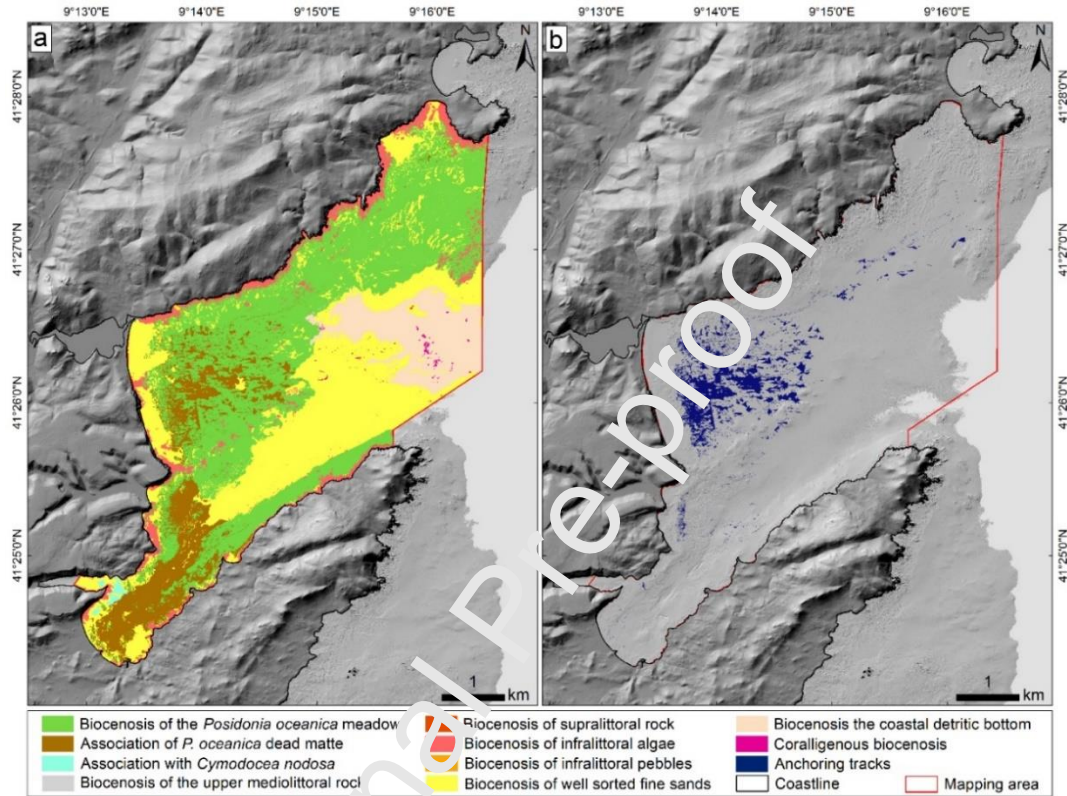 9°13'0"E 9°14'0"E 9°15'0"E 9°16'0"E 9°13'0"E 9°14'0"E 9°15'0"E 9°16'0"E
a
N
b
N
41°28'0"N
41°28'0"N
41°27'0"N
41°27'0"N
41°26'0"N
41°26'0"N
41°25'0"N
41°25'0"N
1
km
1
km
nal Pre-proof
Biocenosis of the Posidonia oceanica meadow
Association of P. oceanica dead matte
Association with Cymodocea nodosa
Biocenosis of the upper mediolittoral rock
Biocenosis of supralittoral rock
Biocenosis of infralittoral algae
Biocenosis of infralittoral pebbles
Biocenosis of well sorted fine sands
Biocenosis the coastal detritic bottom
Coralligenous biocenosis
Anchoring tracks
Coastline
Mapping area